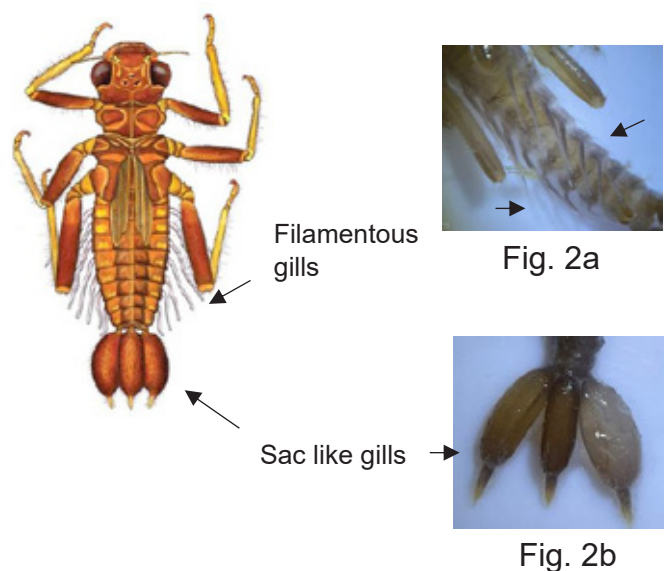 Filamentous
gills
Fig. 2a
Sac like gills
Fig. 2b